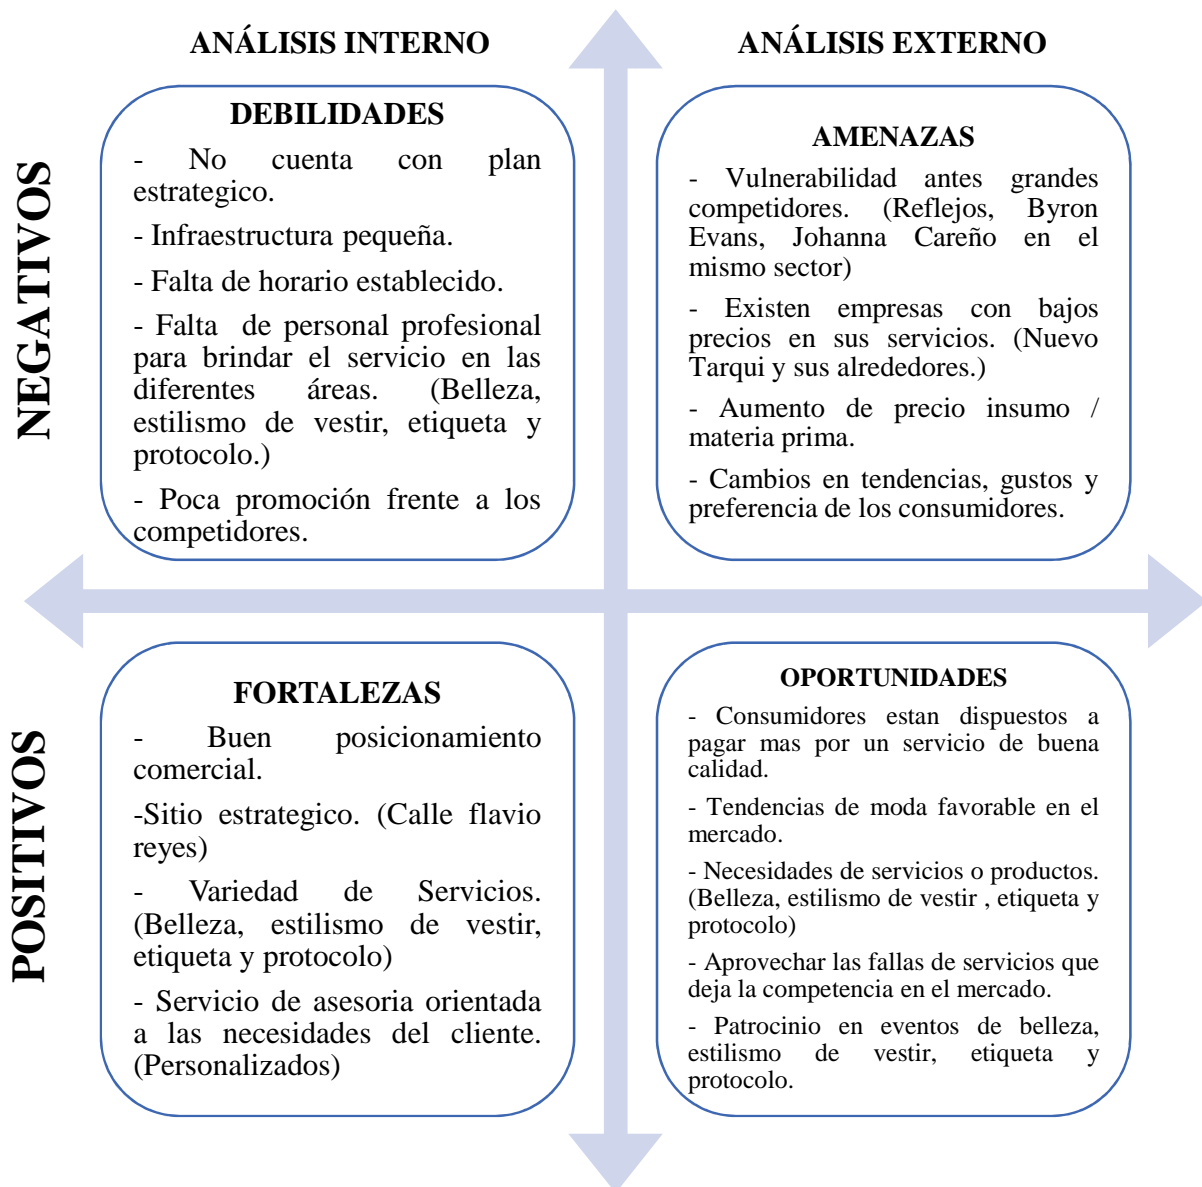 ANÁLISIS INTERNO
ANÁLISIS EXTERNO
NEGATIVOS
DEBILIDADES
- No cuenta con plan
estrategico.
- Infraestructura pequeña.
- Falta de horario establecido.
- Falta de personal profesional
para brindar el servicio en las
diferentes áreas. (Belleza,
estilismo de vestir, etiqueta y
protocolo.)
- Poca promoción frente a los
competidores.
AMENAZAS
- Vulnerabilidad antes grandes
competidores. (Reflejos, Byron
Evans, Johanna Careño en el
mismo sector)
- Existen empresas con bajos
precios en sus servicios. (Nuevo
Tarqui y sus alrededores.)
- Aumento de precio insumo /
materia prima.
- Cambios en tendencias, gustos y
preferencia de los consumidores.
POSITIVOS
FORTALEZAS
- Buen posicionamiento
comercial.
-Sitio estrategico. (Calle flavio
reyes)
- Variedad de Servicios.
(Belleza, estilismo de vestir,
etiqueta y protocolo)
- Servicio de asesoria orientada
a las necesidades del cliente.
(Personalizados)
OPORTUNIDADES
- Consumidores estan dispuestos a
pagar mas por un servicio de buena
calidad.
- Tendencias de moda favorable en el
mercado.
- Necesidades de servicios o productos.
(Belleza, estilismo de vestir , etiqueta y
protocolo)
- Aprovechar las fallas de servicios que
deja la competencia en el mercado.
- Patrocinio en eventos de belleza,
estilismo de vestir, etiqueta y
protocolo.